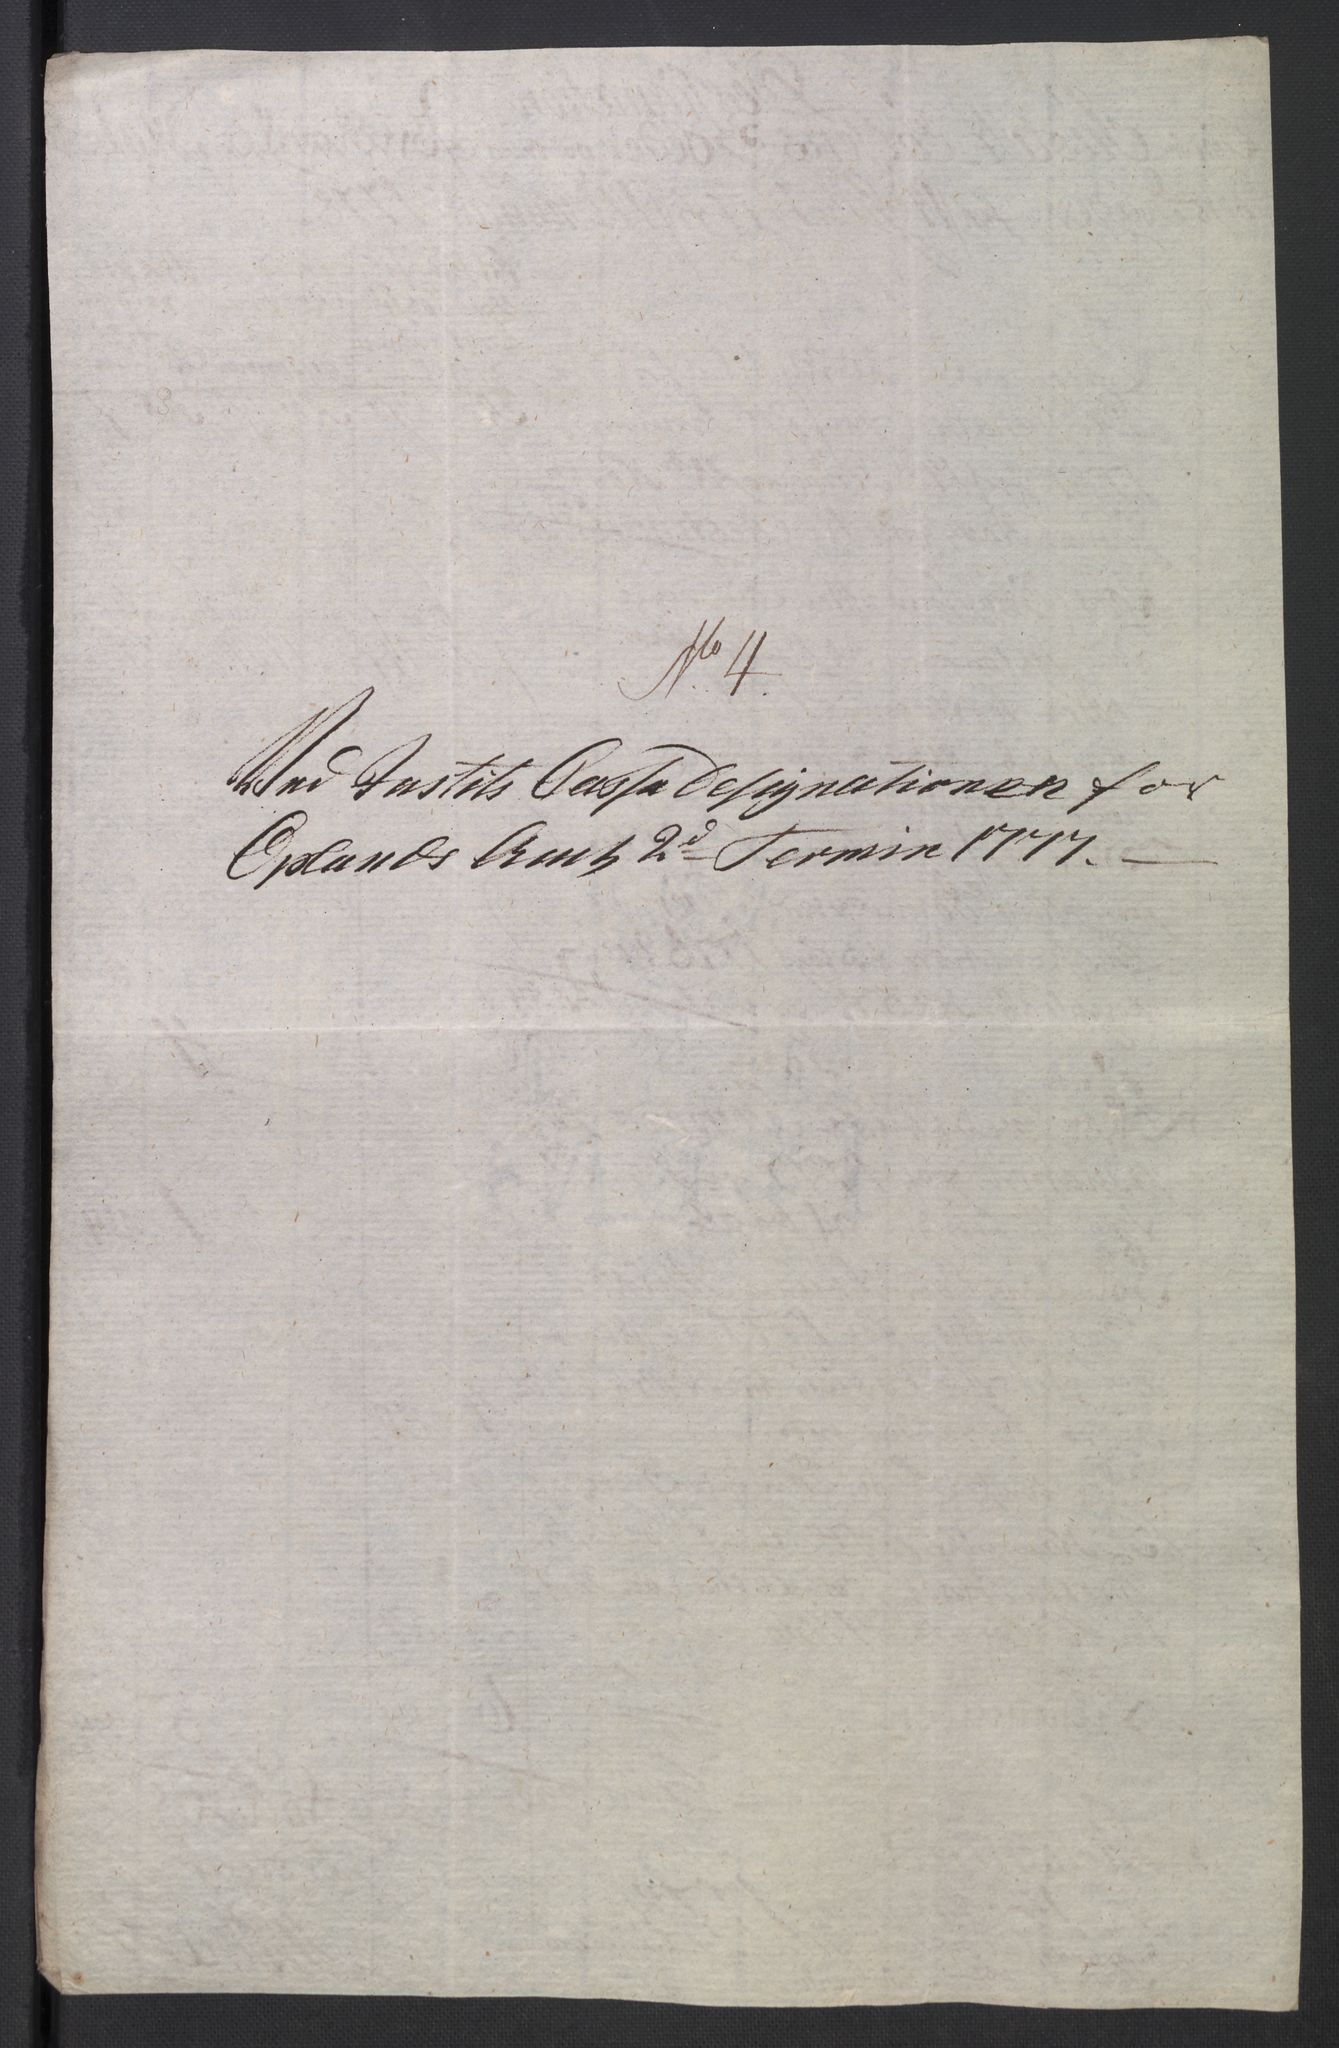 No 4.
Ved Justits Cassa designationen for
Oplands Amt 2d Termin 1777.